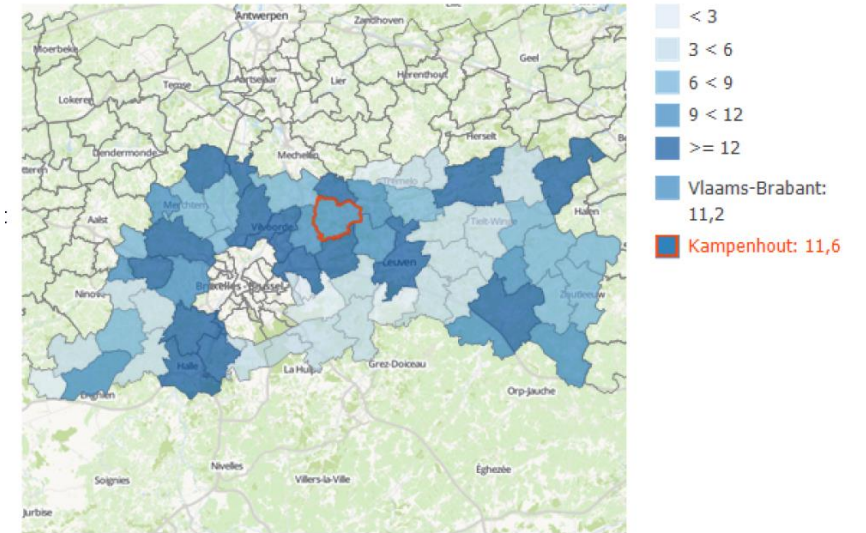 Antwerpen
Zandhoven
Moerbeke
Geel
Temse
Lier
Herenthout
Lokeren
Herselt
Dendermonde
Mechelen
Tremelo
Aalst
Merchtem
Halen
Vilvoorde
Tielt-Winge
Leuven
Ninove
Bruxelles - Brussel
Zoutleeuw
Halle
La Hulpe
Grez-Doiceau
Enghien
Orp-Jauche
Nivelles
Soignies
Villers-la-Ville
Éghezée
Jurbise
< 3
3 < 6
6 < 9
9 < 12
>= 12
Vlaams-Brabant:
11,2
Kampenhout: 11,6
: